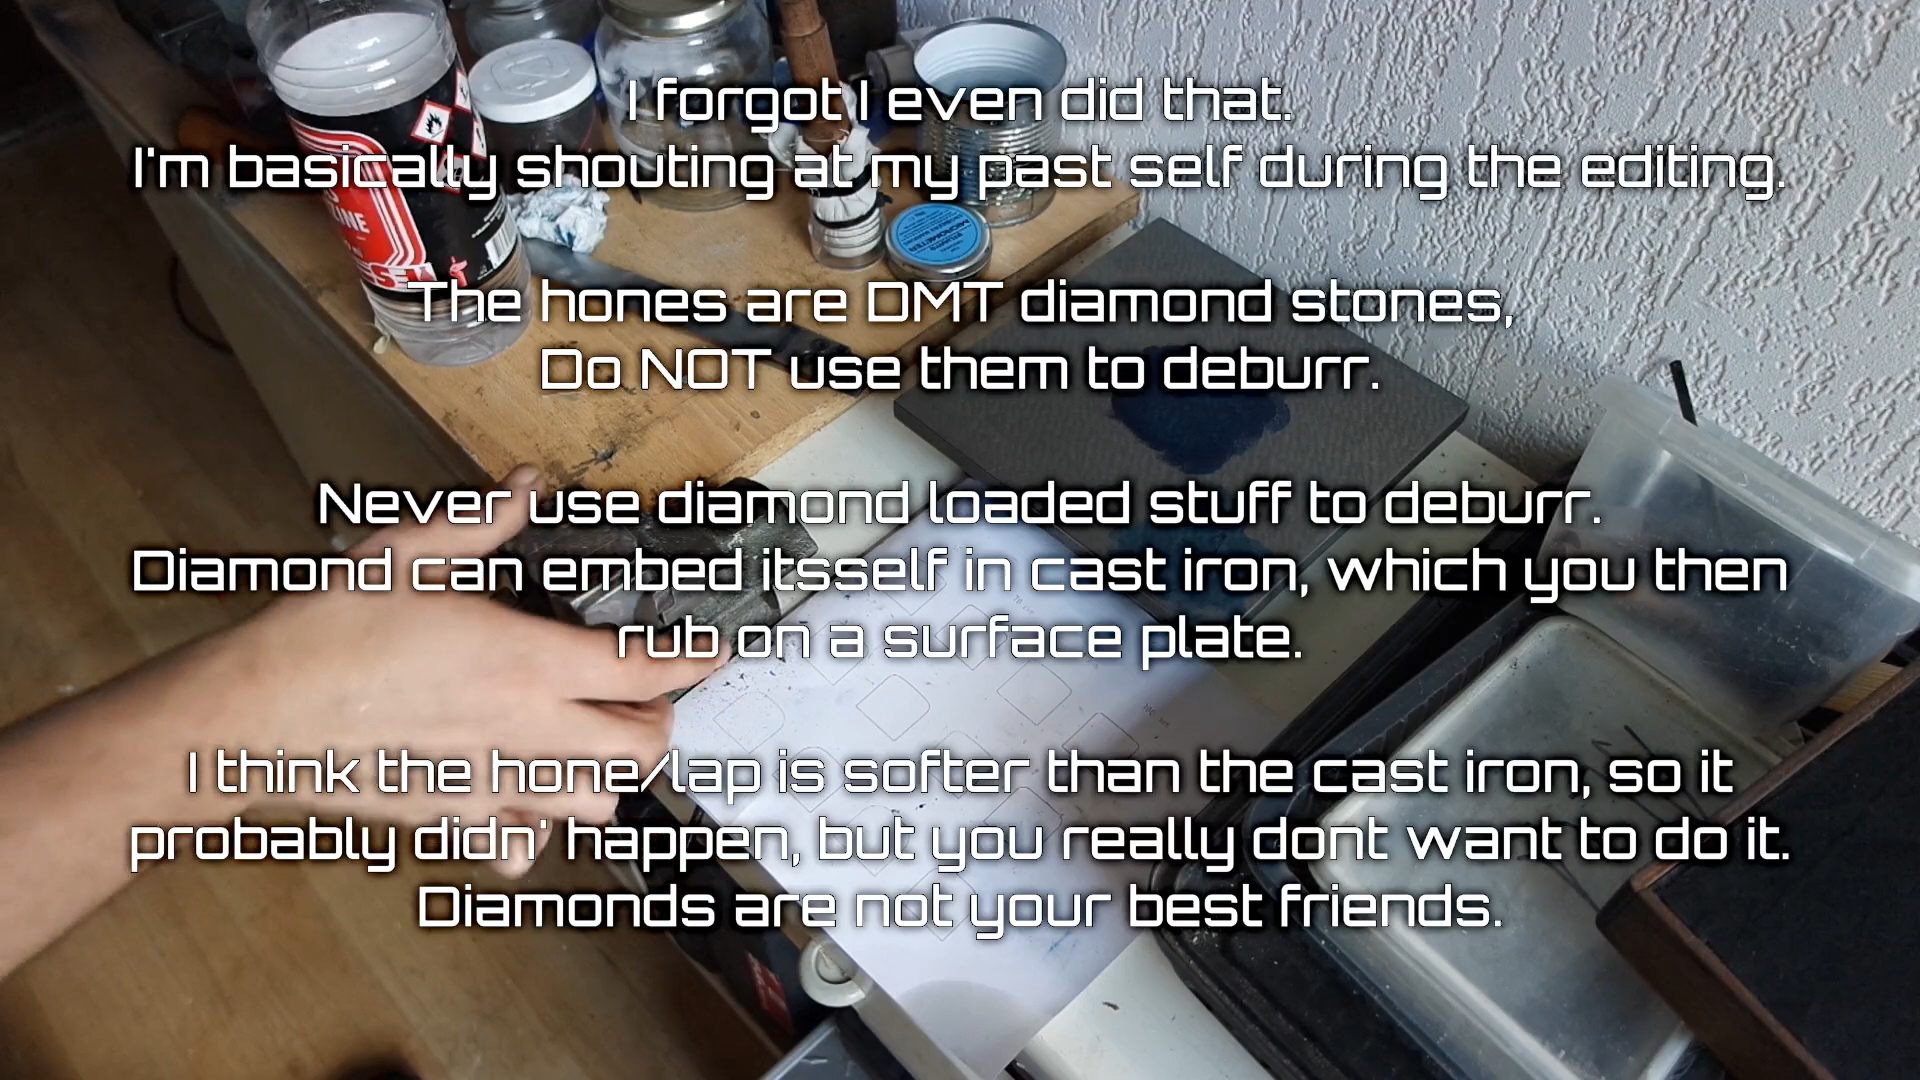 I forgot I even did that.
I'm basically shouting at my past self during the editing.
The hones are DMT diamond stones,
Do NOT use them to deburr.
Never use diamond loaded stuff to deburr.
Diamond can embed itsself in cast iron, which you then
rub on a surface plate.
I think the hone/lap is softer than the cast iron, so it
probably didn' happen, but you really dont want to do it.
Diamonds are not your best friends.
MICROMETER